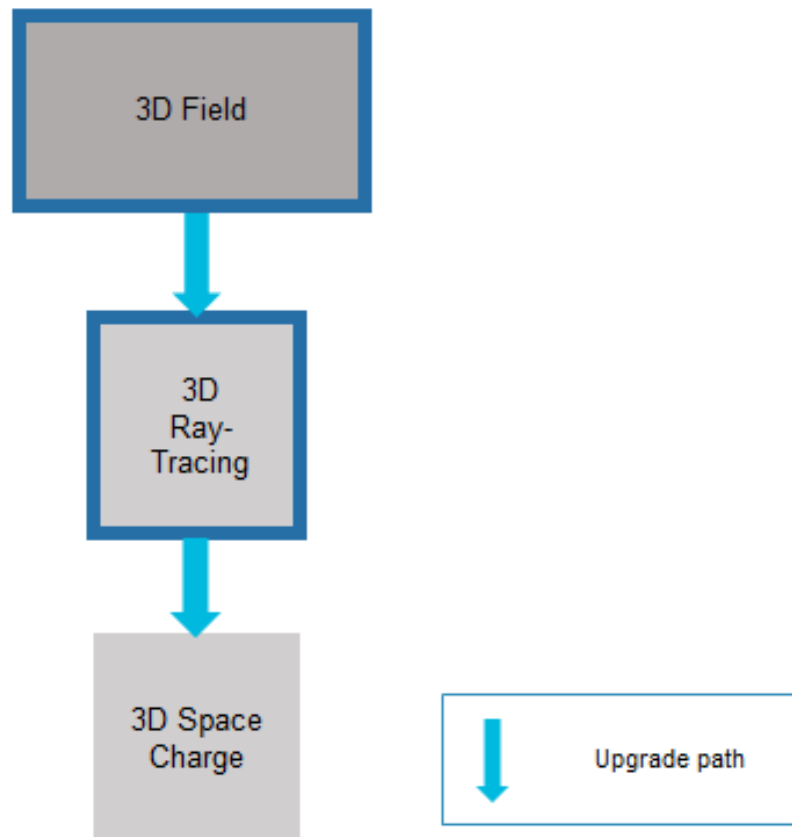 3D Field
3D
Ray-
Tracing
3D Space
Charge
Upgrade path